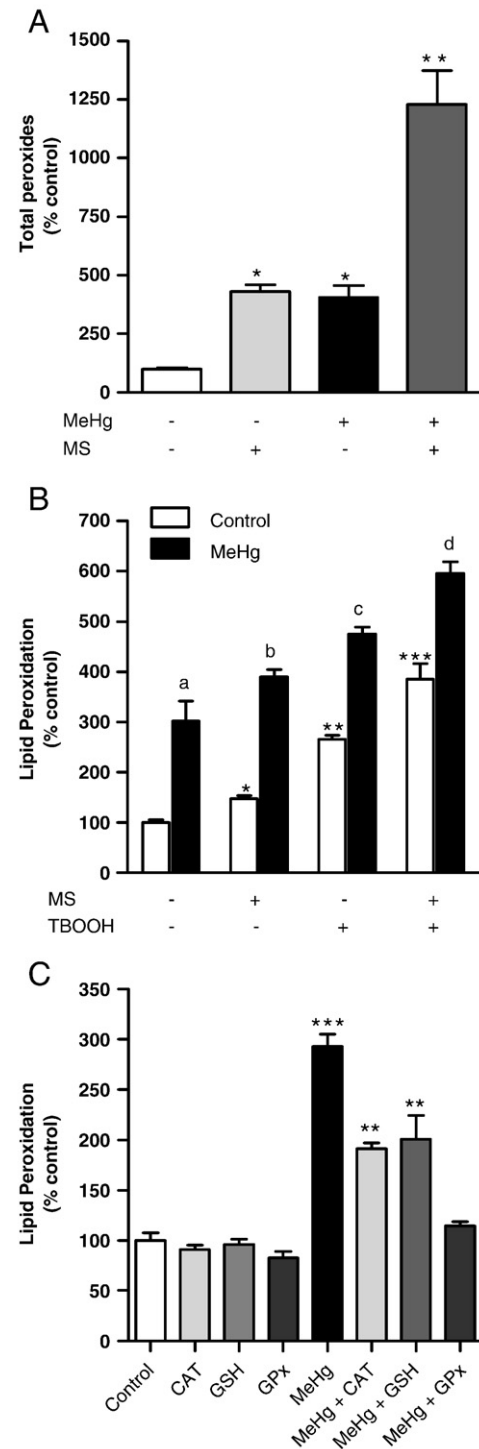 A
Total peroxides
(% control)
1500
1250
1000
750
500
250
0
*
*
**
MeHg - - + +
MS - + - +
B
Lipid Peroxidation
(% control)
700
600
500
400
300
200
100
0
Control
MeHg
a
*
b
**
c
***
d
MS - + - +
TBOOH - - + +
C
Lipid Peroxidation
(% control)
350
300
250
200
150
100
50
0
***
**
**
Control
CAT
GSH
GPx
MeHg
MeHg + CAT
MeHg + GSH
MeHg + GPx